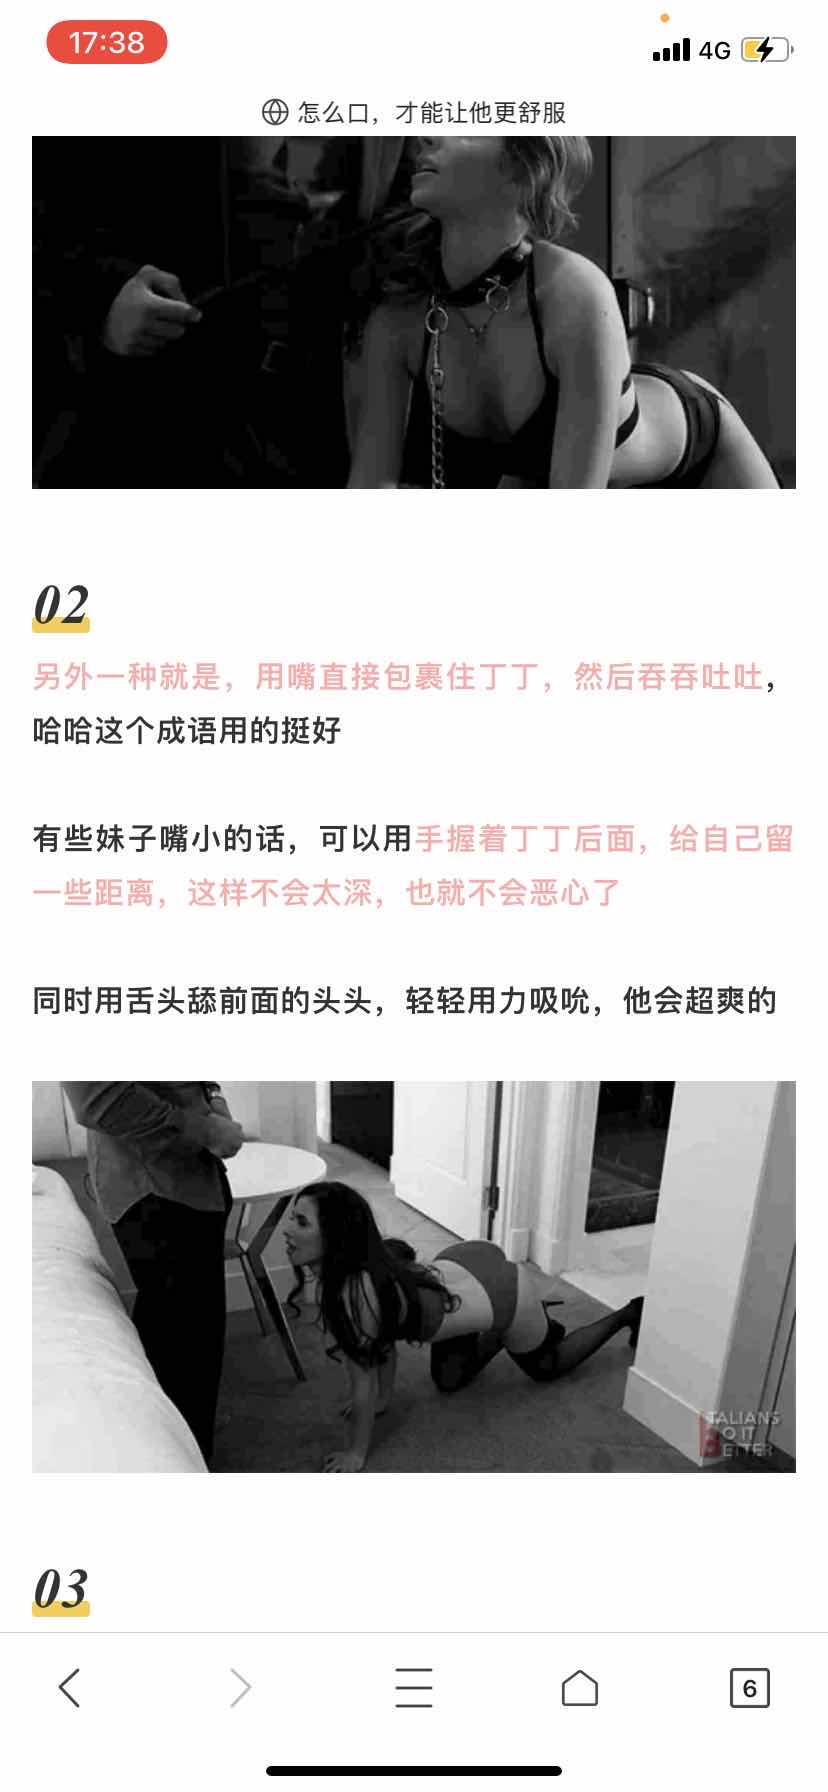 17:38
4G
怎么口，才能让他更舒服
02
另外一种就是，用嘴直接包裹住丁丁，然后吞吞吐吐，
哈哈这个成语用的挺好
有些妹子嘴小的话，可以用手握着丁丁后面，给自己留
一些距离，这样不会太深，也就不会恶心了
同时用舌头舔前面的头头，轻轻用力吸吮，他会超爽的
TALIANS
O IT
ETTER
03
6